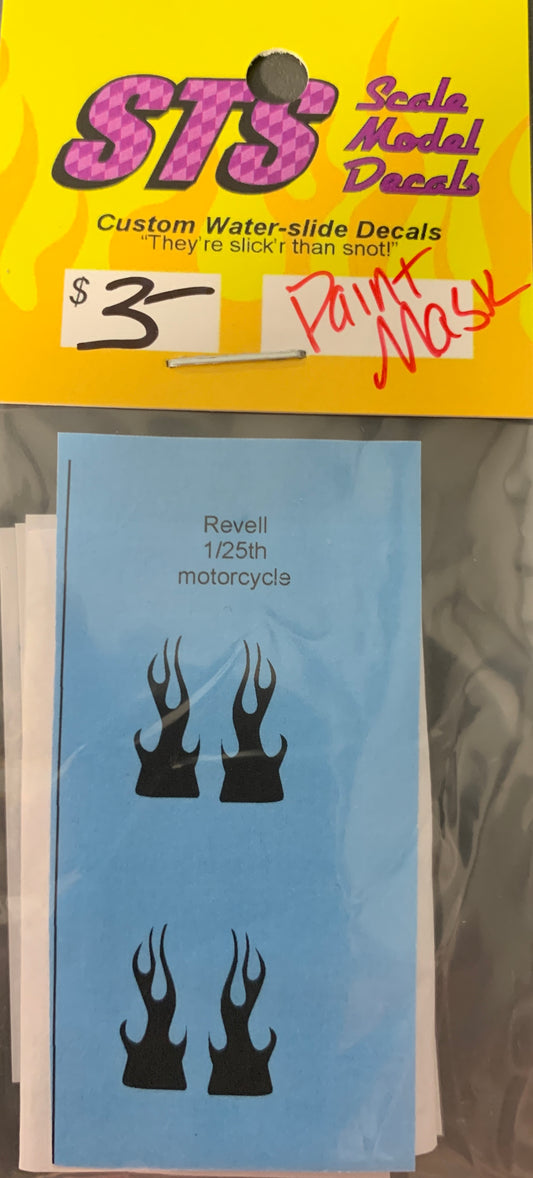 STS
Scale
Model
Decals
Custom Water-slide Decals
"They're slick'r than snot!"
$ 3-
Paint
Mask
Revell
1/25th
motorcycle